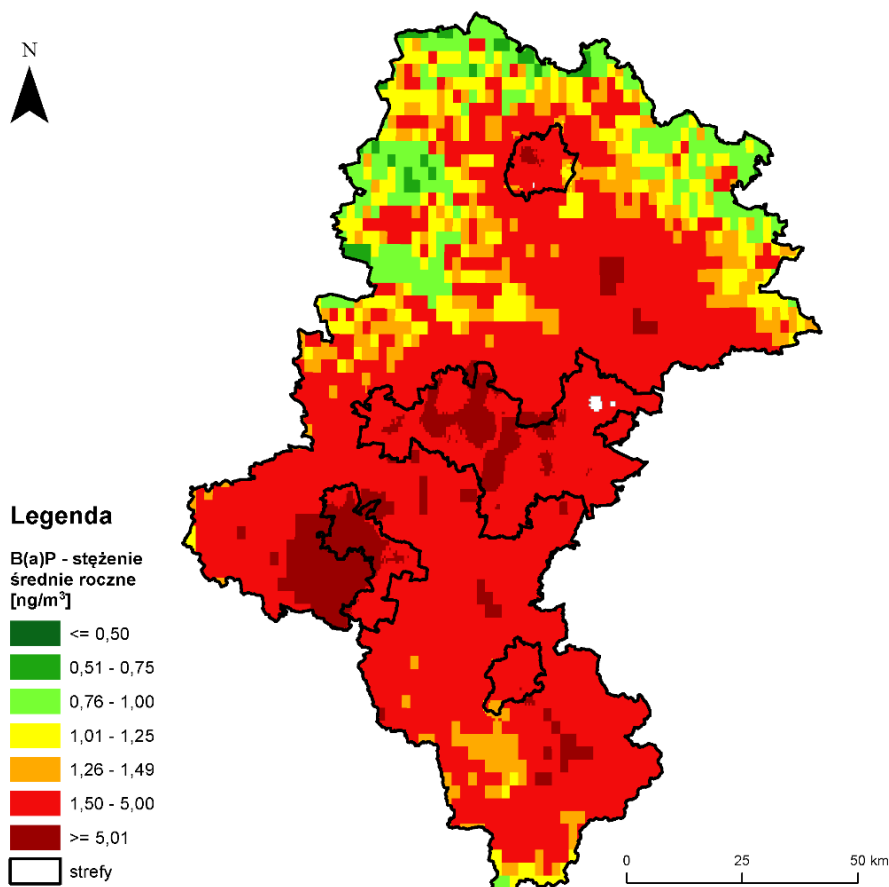 N
Legenda
B(a)P - stężenie
średnie roczne
[ng/m³]
<= 0,50
0,51 - 0,75
0,76 - 1,00
1,01 - 1,25
1,26 - 1,49
1,50 - 5,00
>= 5,01
strefy
0 25 50 km